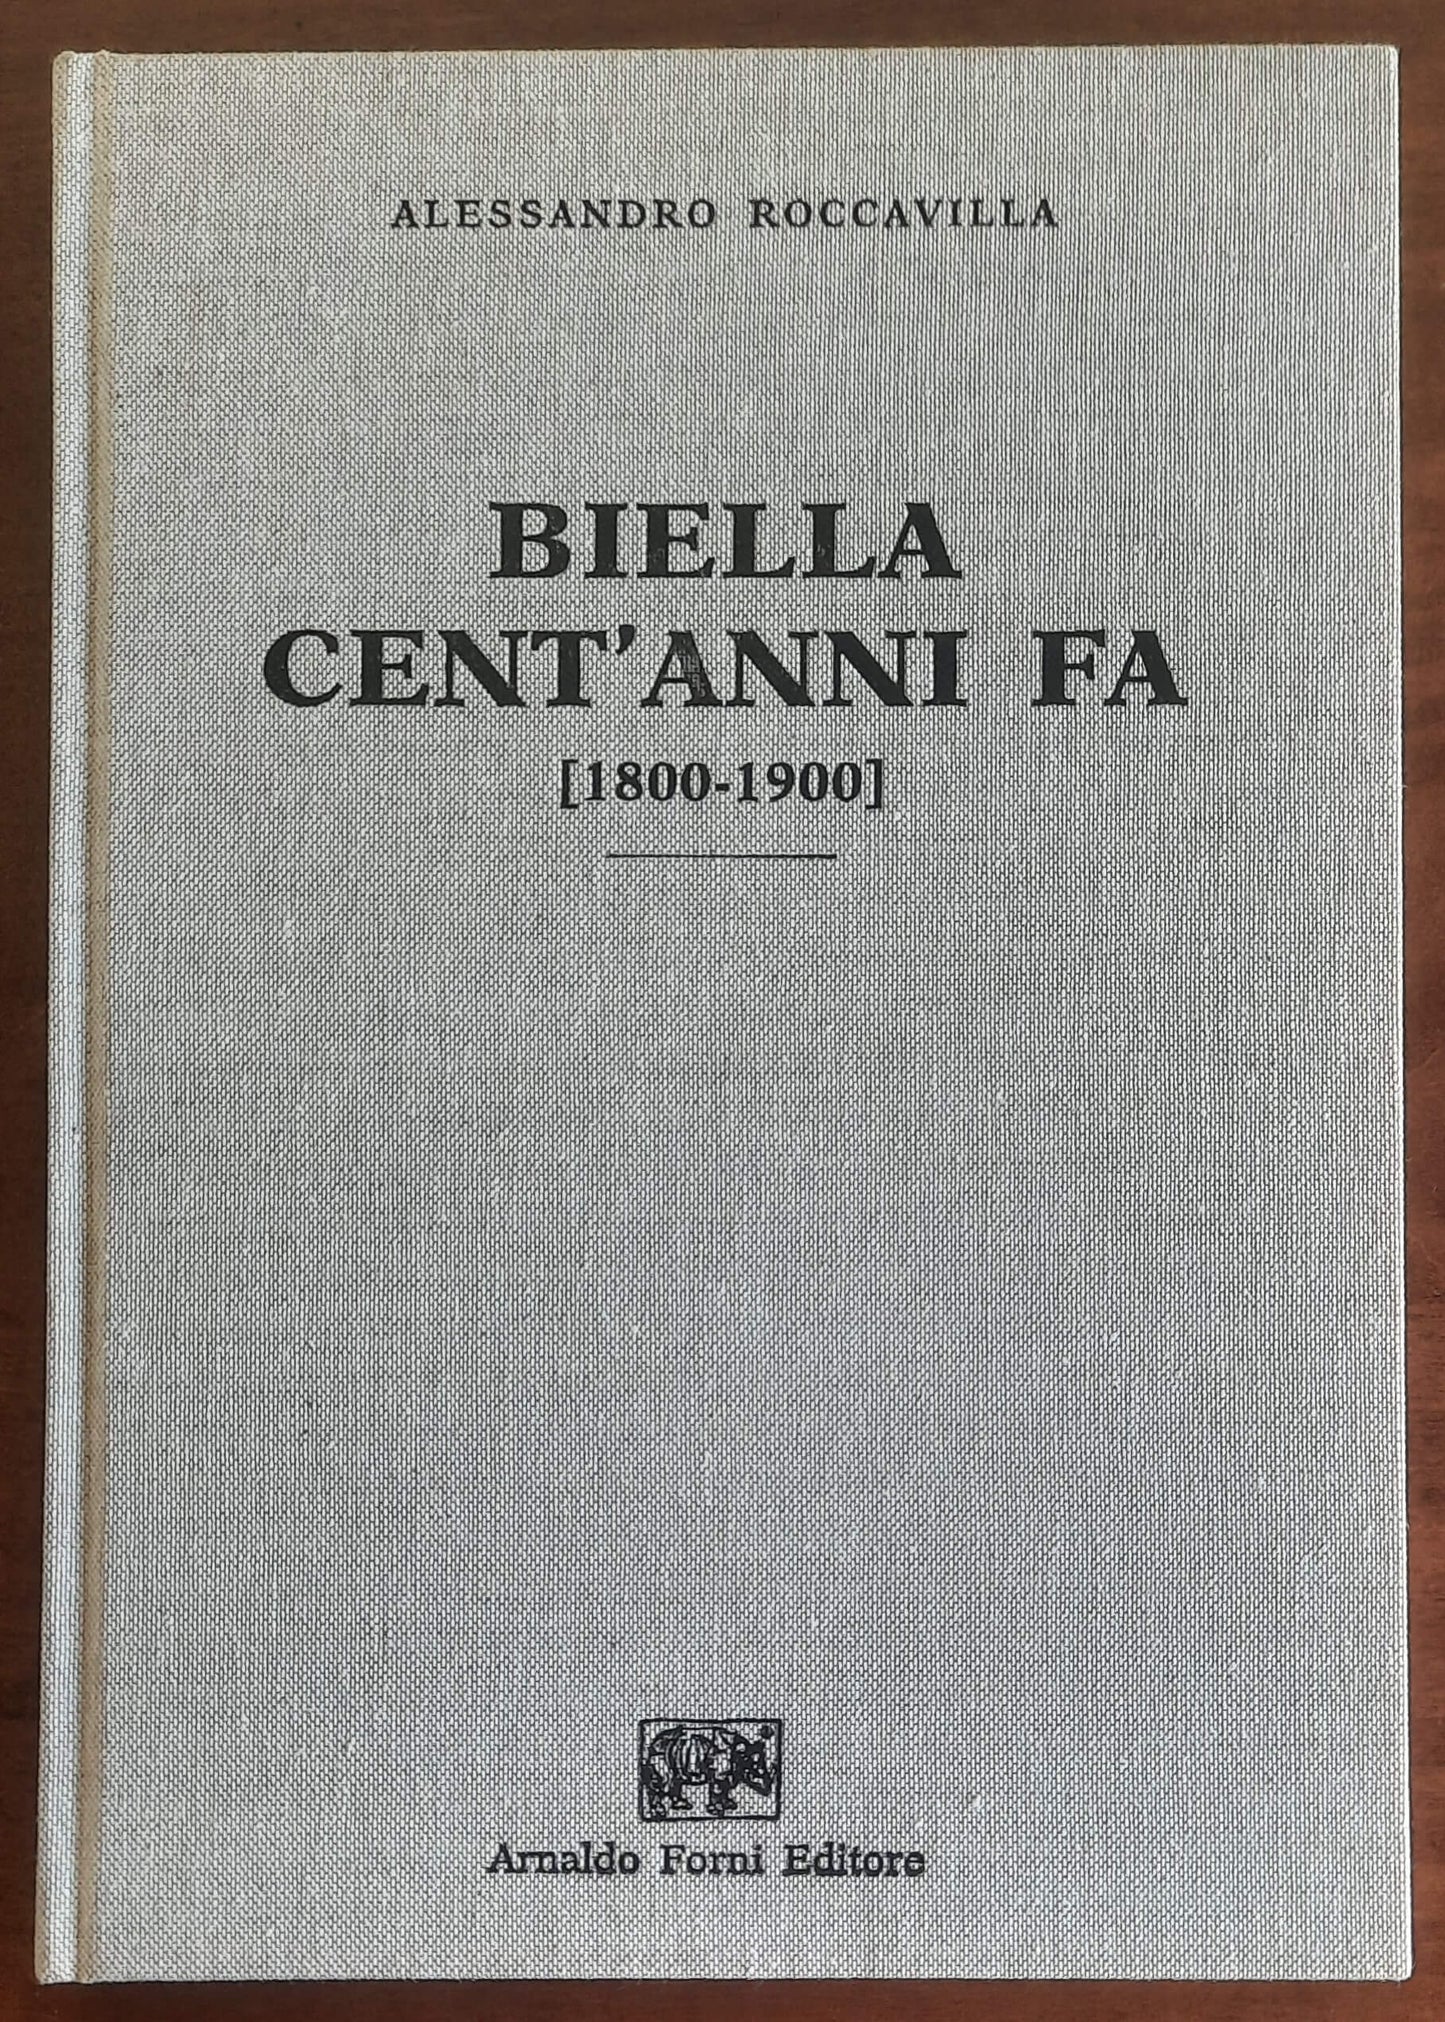 ALESSANDRO ROCCAVILLA
BIELLA
CENT'ANNI FA
[1800-1900]
Arnaldo Forni Editore